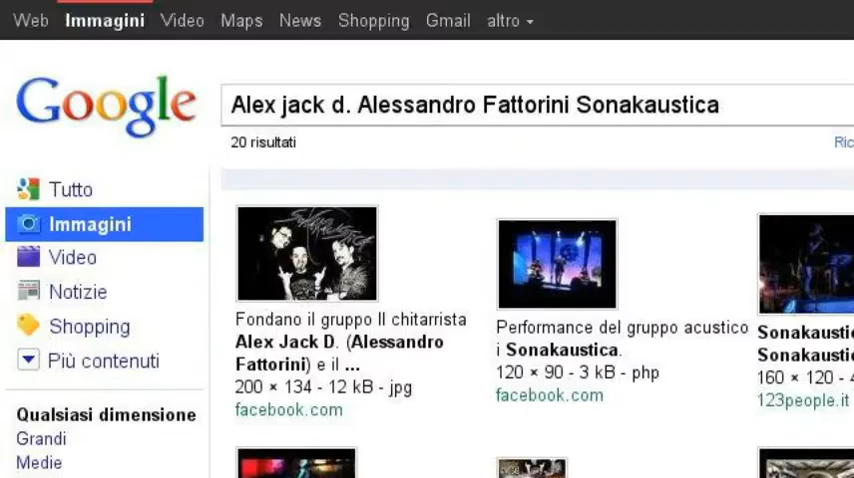 Web Immagini Video Maps News Shopping Gmail altro
Google
Alex jack d. Alessandro Fattorini Sonakaustica
20 risultati
Ric
Tutto
Immagini
Video
Notizie
Shopping
Più contenuti
Qualsiasi dimensione
Grandi
Medie
Fondano il gruppo Il chitarrista
Alex Jack D. (Alessandro
Fattorini) e il ...
200 × 134 - 12 kB - jpg
facebook.com
Performance del gruppo acustico
i Sonakaustica.
120 × 90 - 3 kB - php
facebook.com
Sonakaustic
Sonakaustic
160 × 120 - 4
123people.it